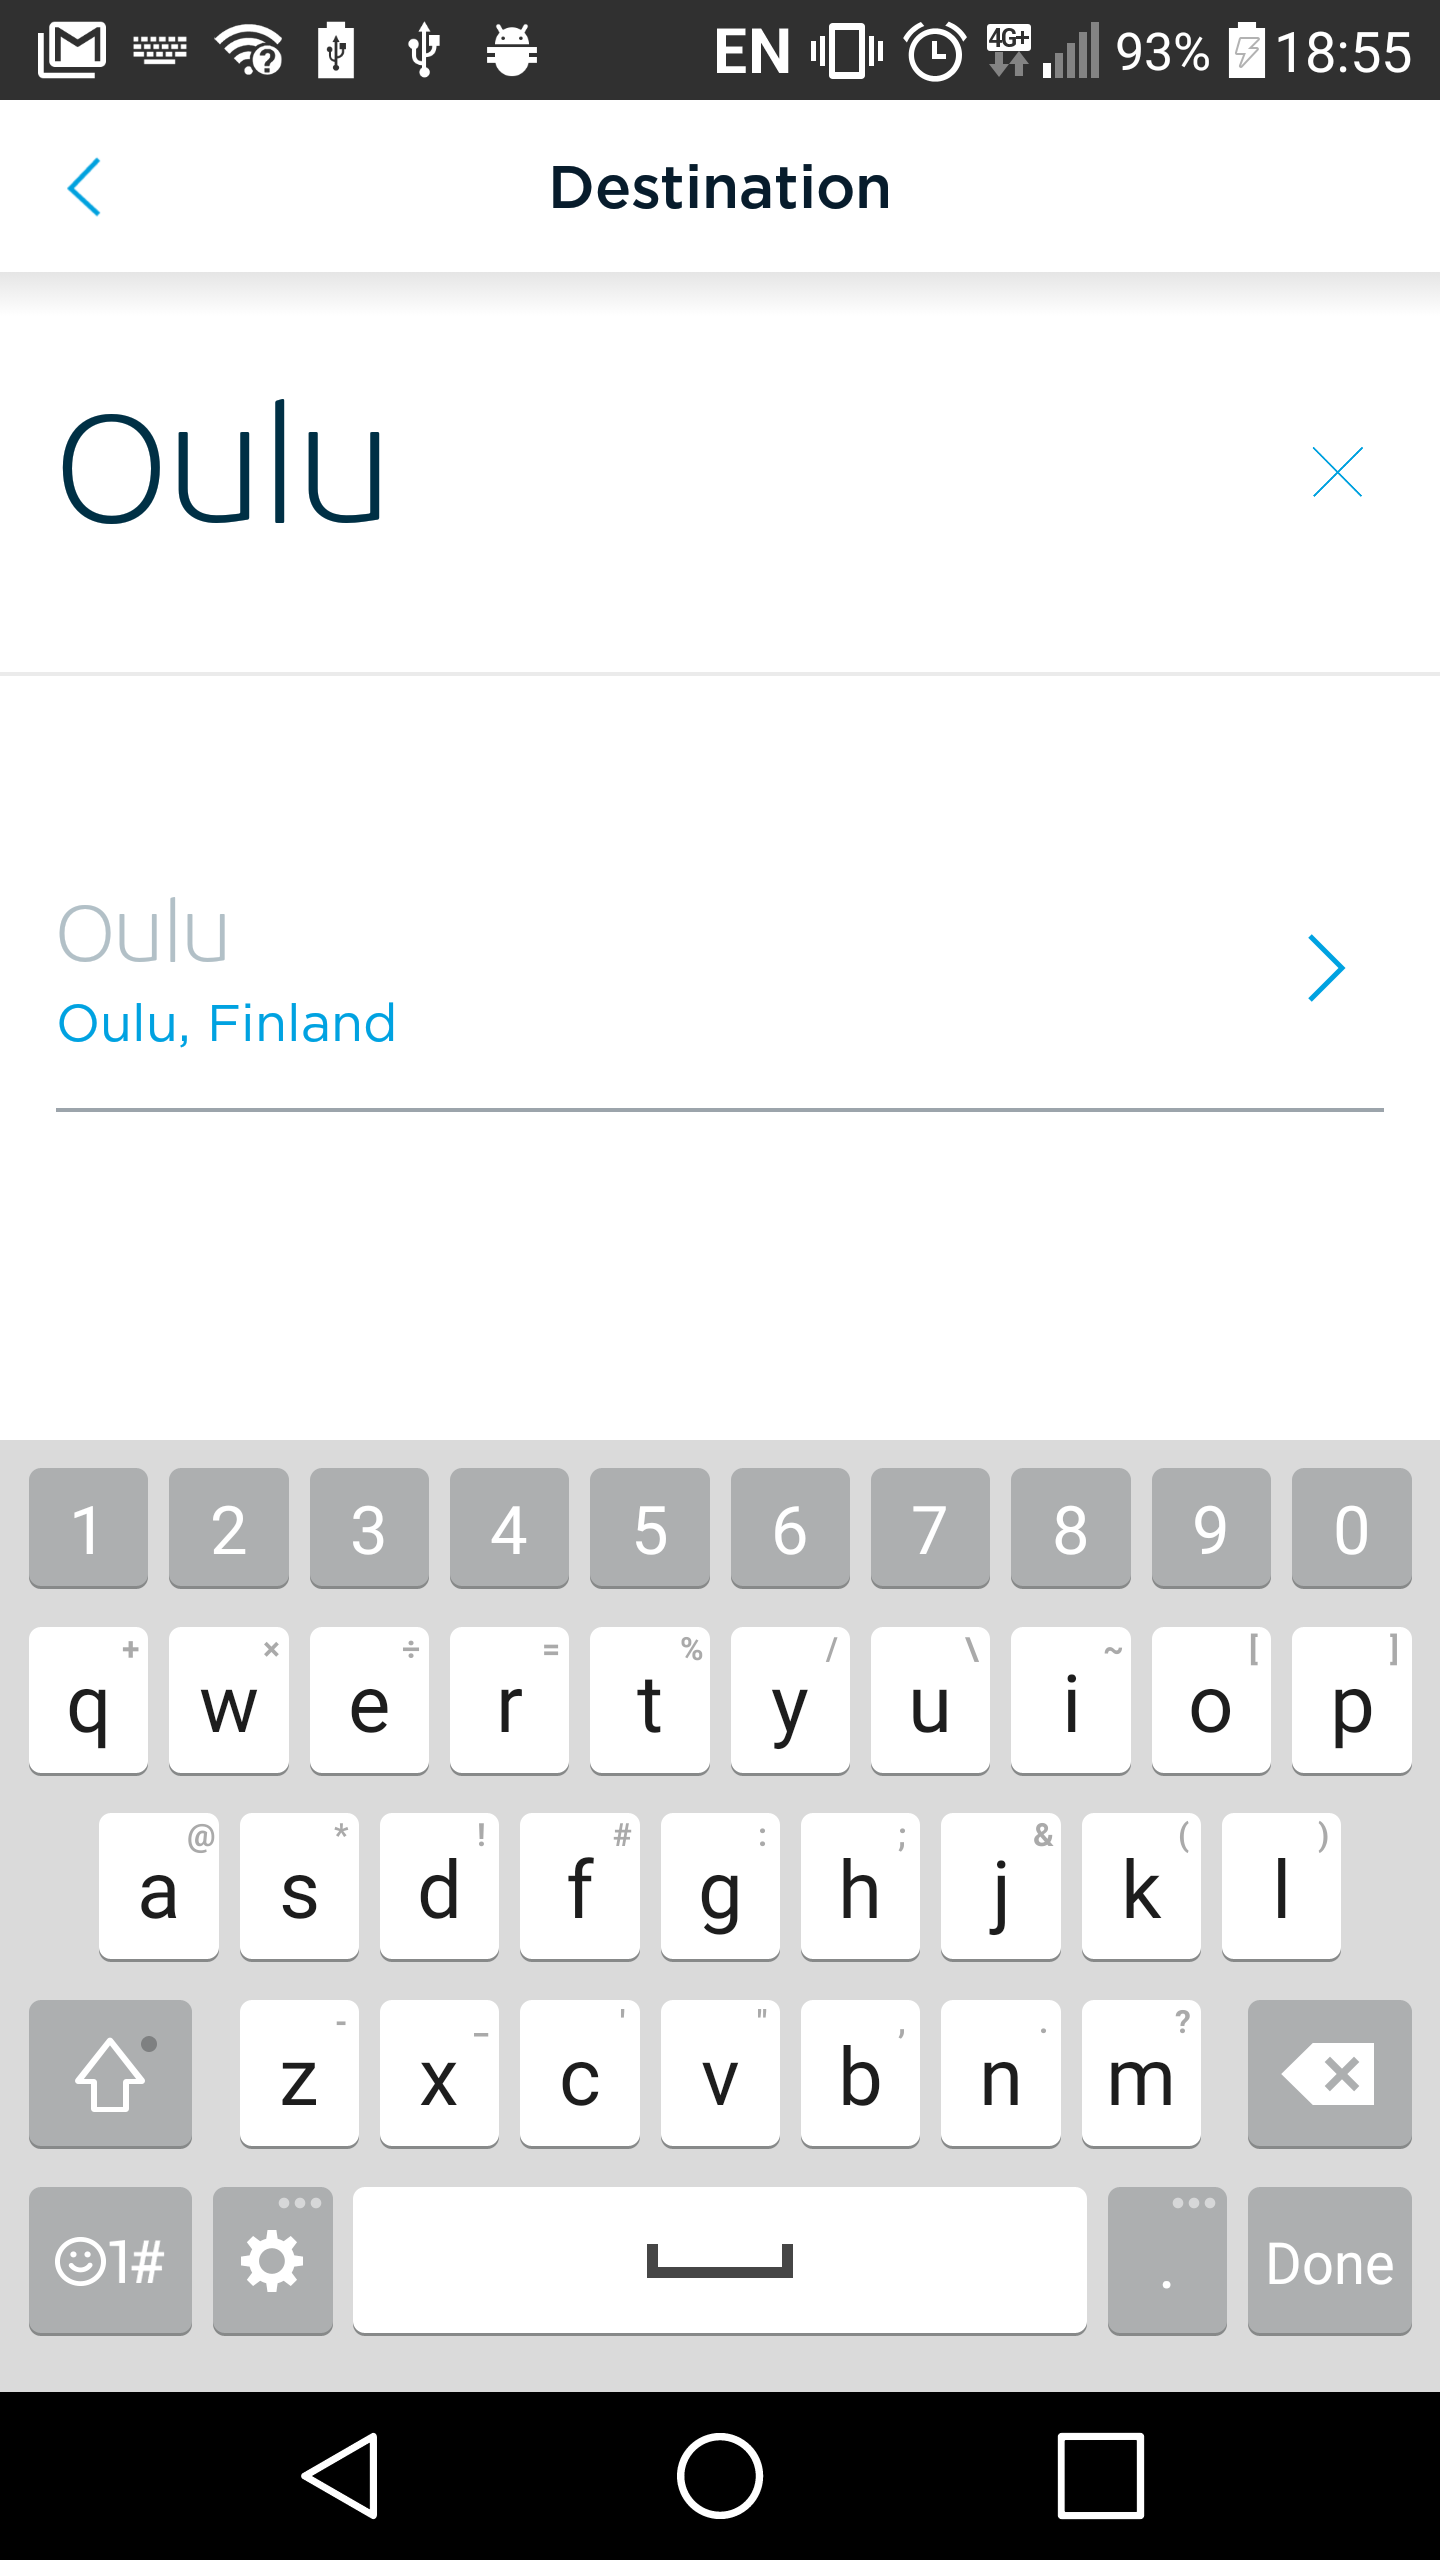 EN 4G+ 93% 18:55
Destination
Oulu
Oulu
Oulu, Finland
1 2 3 4 5 6 7 8 9 0
+ × ÷ = % / \ ~ [ ]
q w e r t y u i o p
@ * ! # : ; & ( )
a s d f g h j k l
- _ ' " , . ?
z x c v b n m
1# . Done